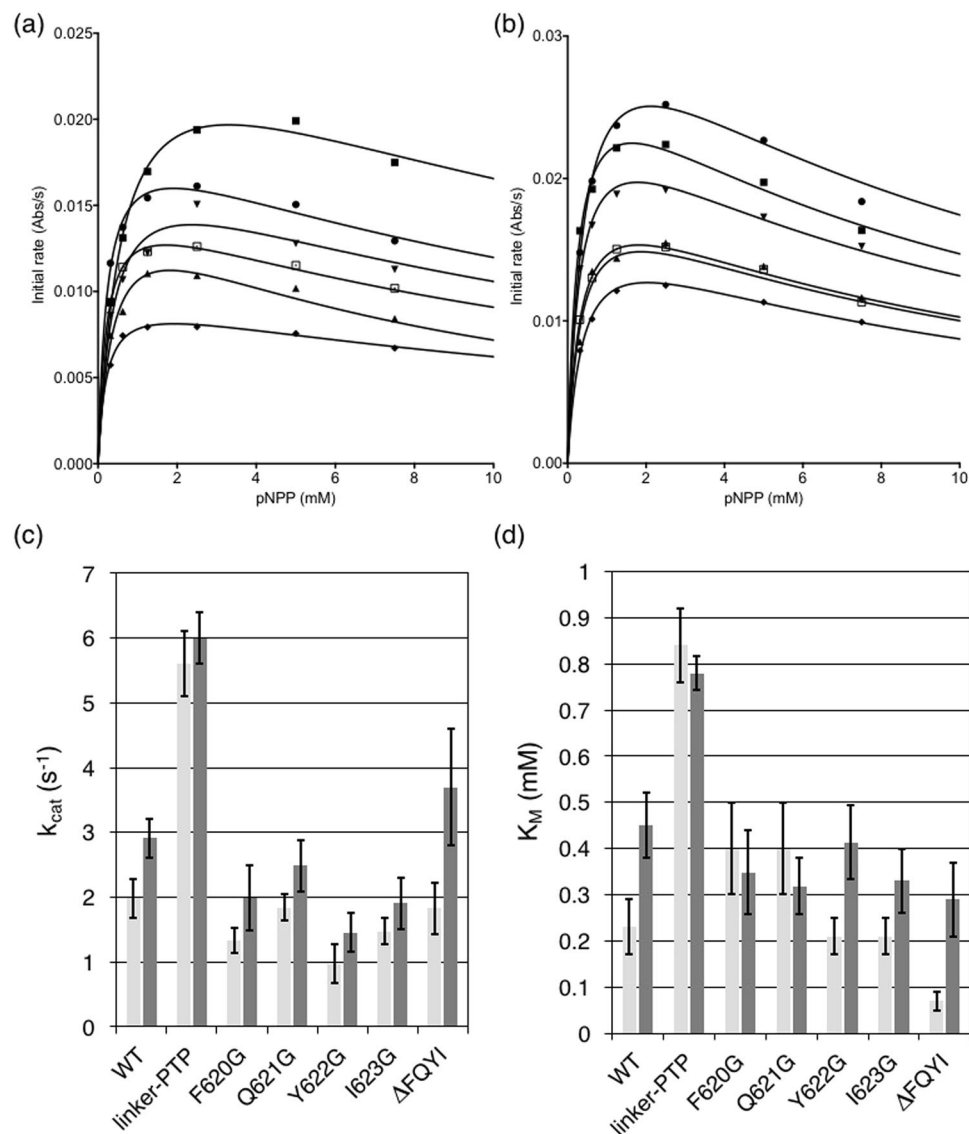 (a)
(b)
0.025
0.020
0.015
0.010
0.005
0.000
Initial rate (Abs/s)
0 2 4 6 8 10
pNPP (mM)
0.03
0.02
0.01
0.00
Initial rate (Abs/s)
0 2 4 6 8 10
pNPP (mM)
(c)
(d)
7
6
5
4
3
2
1
0
kcat (s-1)
WT linker-PTP F620G Q621G Y622G I623G ΔFQYI
1
0.9
0.8
0.7
0.6
0.5
0.4
0.3
0.2
0.1
0
KM (mM)
WT linker-PTP F620G Q621G Y622G I623G ΔFQYI